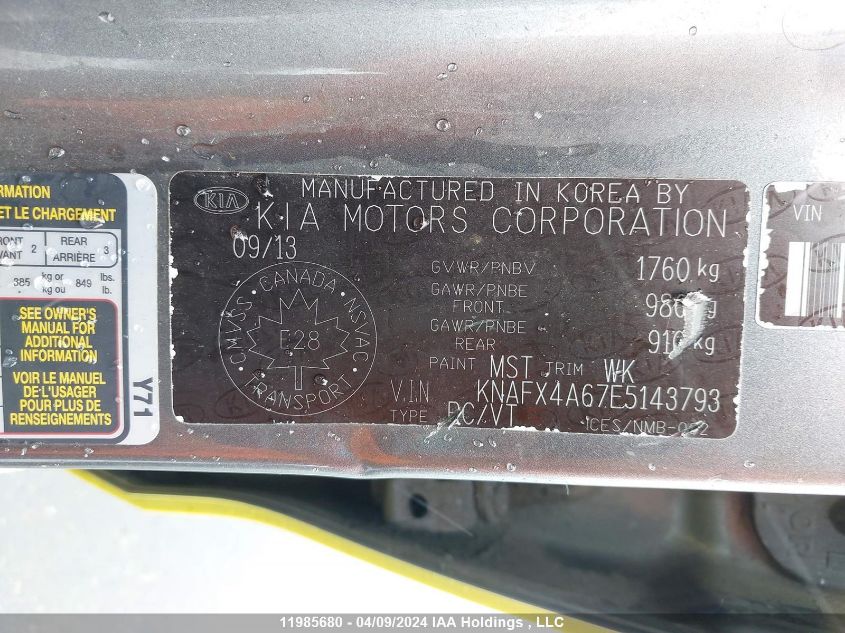 RMATION
ET LE CHARGEMENT
RONT
VANT 2 REAR
ARRIÈRE 3
385 kg or
kg ou 849 lbs.
lb.
SEE OWNER'S
MANUAL FOR
ADDITIONAL
INFORMATION
VOIR LE MANUEL
DE L'USAGER
POUR PLUS DE
RENSEIGNEMENTS
Y71
KIA
MANUFACTURED IN KOREA BY
KIA MOTORS CORPORATION
09/13
GVWR/PNBV 1760 kg
GAWR/PNBE
FRONT
GAWR/PNBE
REAR kg
PAINT MST TRIM WK
V.I.N KNAFX4A67E5143793
TYPE PC/VT
CANADA
CMVSS NSVAC
E28
TRANSPORT
VIN
11985680 - 04/09/2024 IAA Holdings , LLC